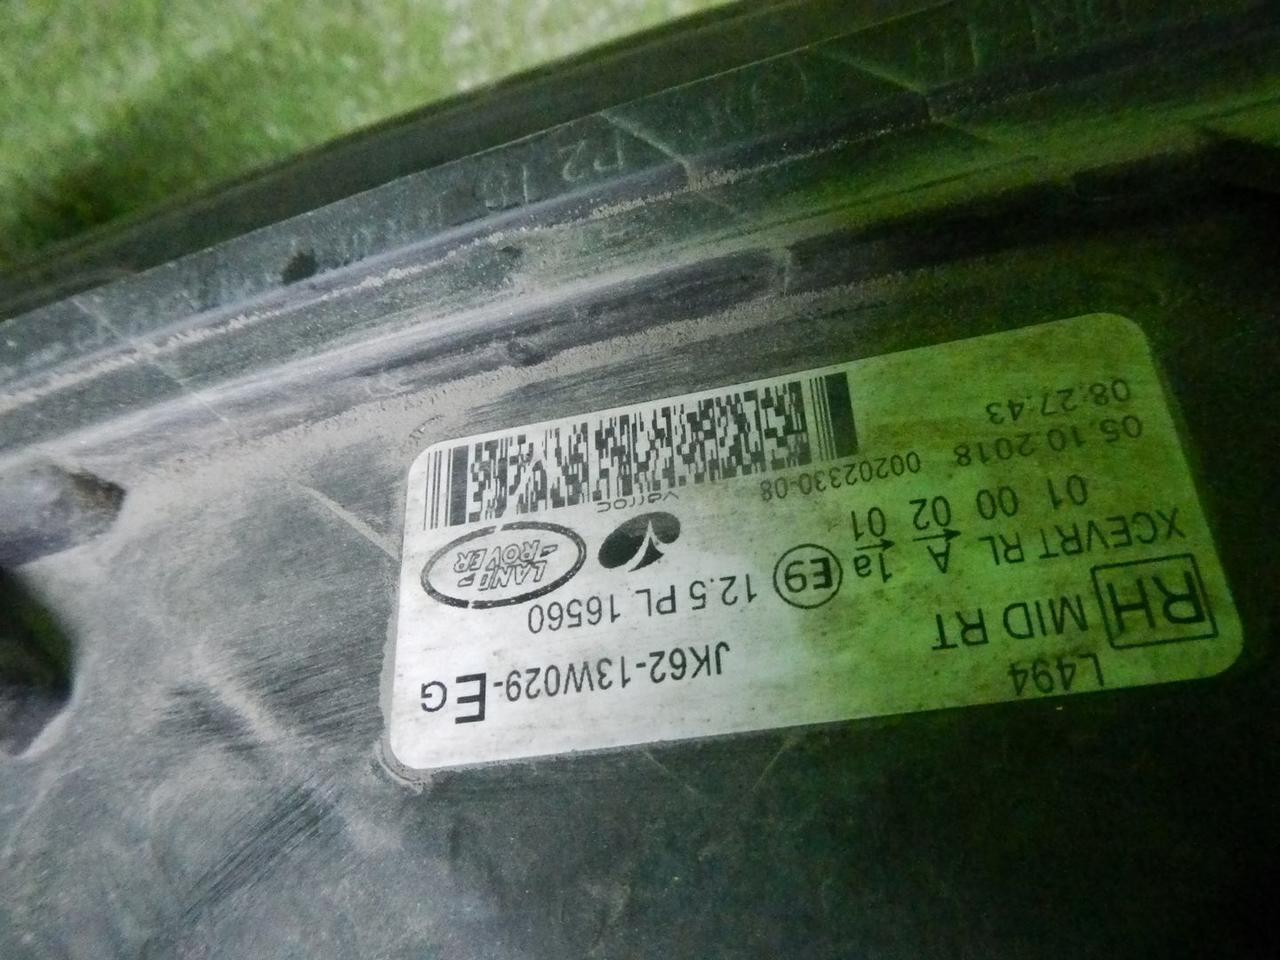 L494
RH MID RT JK62-13W029-EG
XCEVRT RL A 1a E9 12.5 PL 16560
01 00 02 01
LAND
ROVER
varroc
05.10.2018 00202330-08
08:27:43